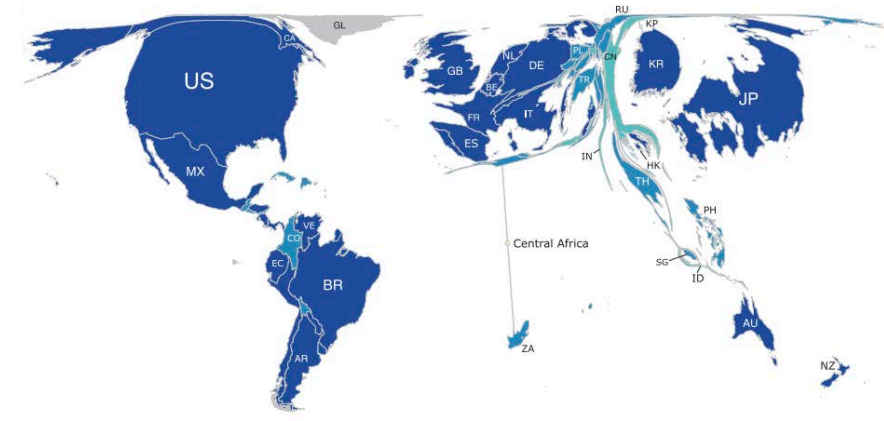 RU
KP
GL
CA
US
NL
PL
CN
GB
DE
KR
BE
TR
JP
FR
IT
ES
IN
HK
MX
TH
PH
VE
CO
Central Africa
EC
SG
BR
ID
AU
ZA
AR
NZ